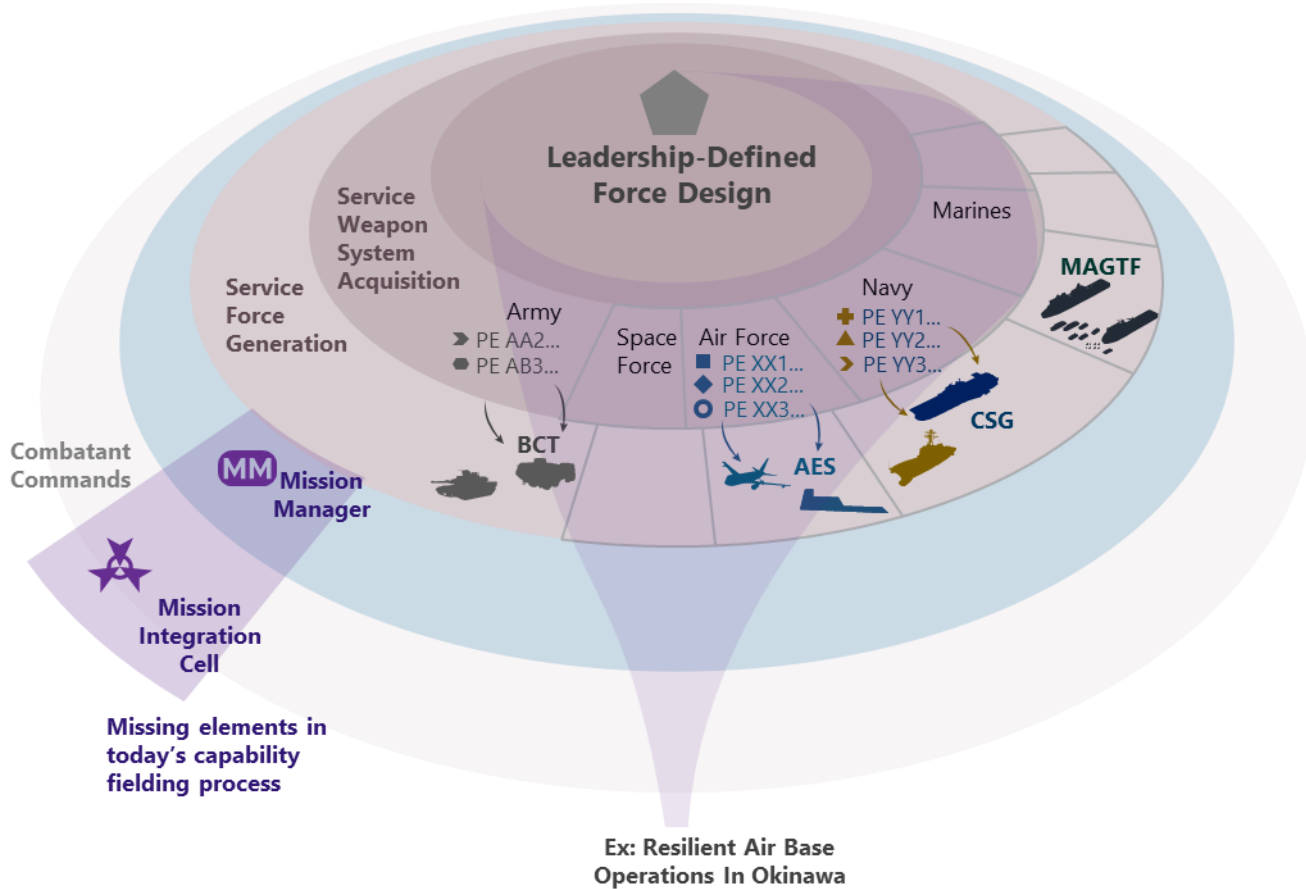 Leadership-Defined
Force Design
Service
Weapon
System
Acquisition
Service
Force
Generation
Marines
MAGTF
Navy
PE YY1...
PE YY2...
PE YY3...
CSG
Army
PE AA2...
PE AB3...
BCT
Space
Force
Air Force
PE XX1...
PE XX2...
PE XX3...
AES
Combatant
Commands
MM
Mission
Manager
Mission
Integration
Cell
Missing elements in
today's capability
fielding process
Ex: Resilient Air Base
Operations In Okinawa